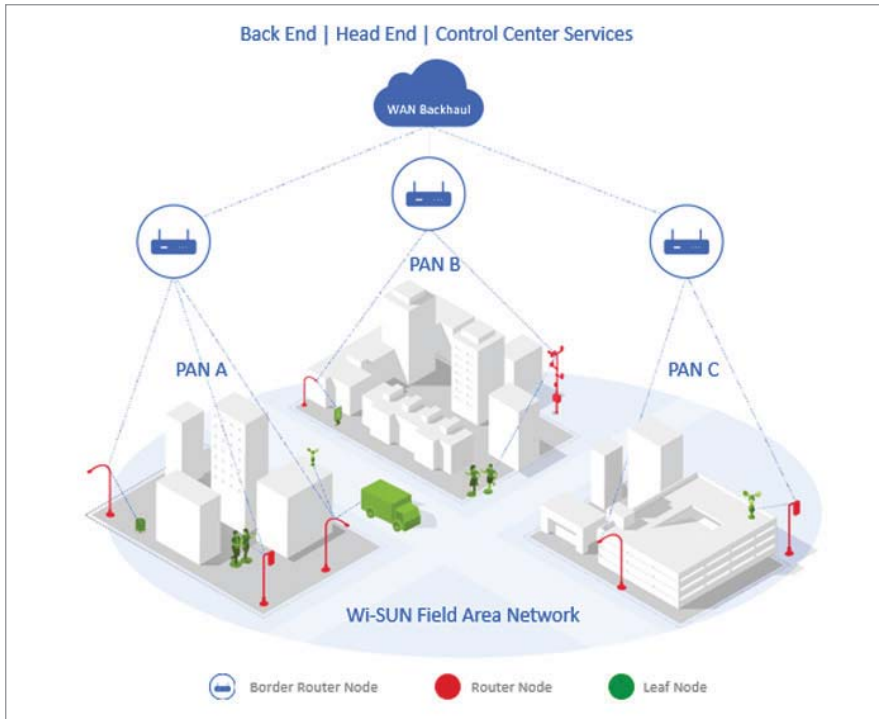 Back End | Head End | Control Center Services
WAN Backhaul
PAN B
PAN A
PAN C
Wi-SUN Field Area Network
Border Router Node
Router Node
Leaf Node